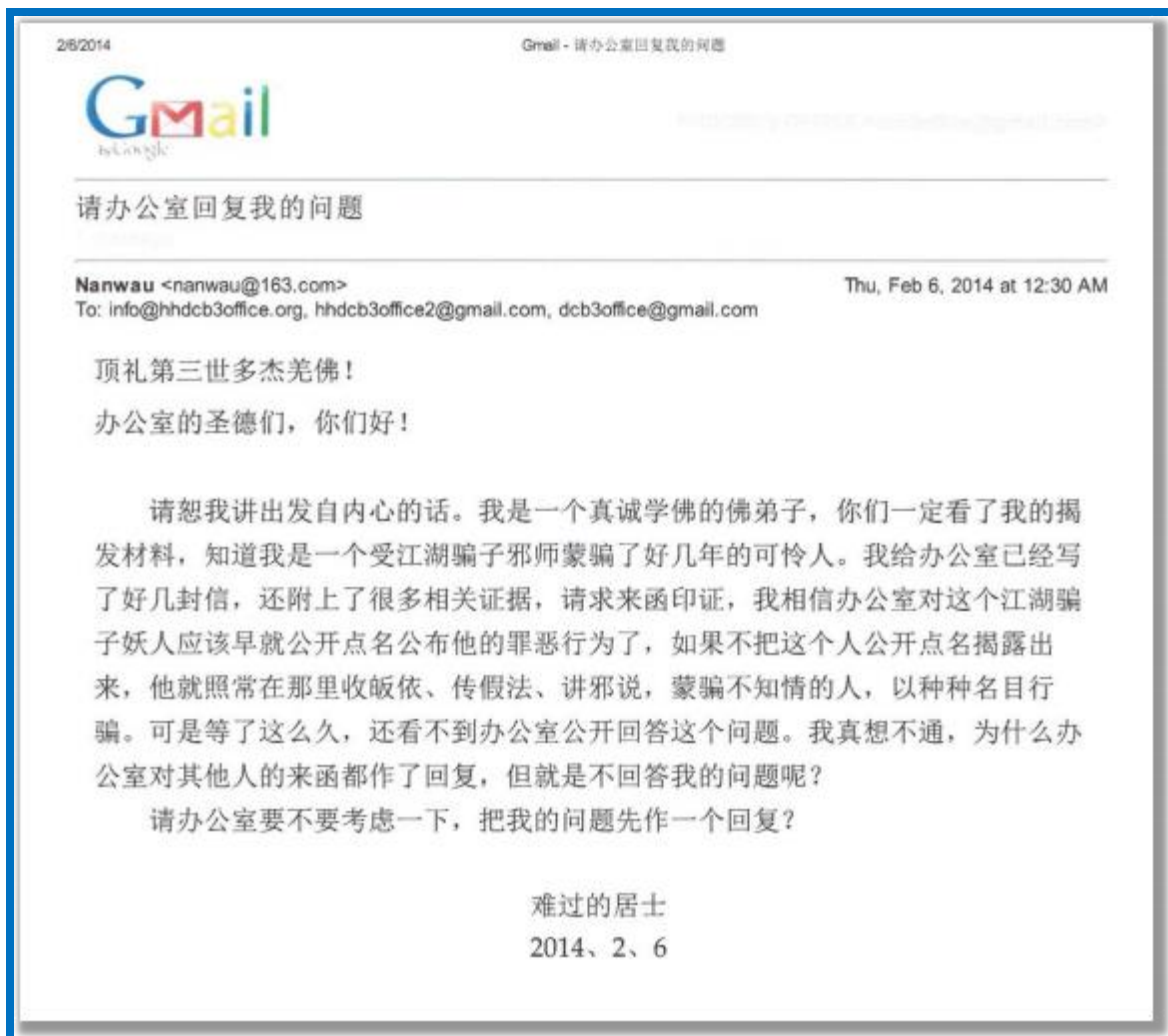 2/6/2014
Gmail - 请办公室回复我的问题
Gmail
by Google
请办公室回复我的问题
Nanwau <nanwau@163.com>
Thu, Feb 6, 2014 at 12:30 AM
To: info@hhdcb3office.org, hhdcb3office2@gmail.com, dcb3office@gmail.com
顶礼第三世多杰羌佛！
办公室的圣德们，你们好！
请恕我讲出发自内心的话。我是一个真诚学佛的佛弟子，你们一定看了我的揭
发材料，知道我是一个受江湖骗子邪师蒙骗了好几年的可怜人。我给办公室已经写
了好几封信，还附上了很多相关证据，请求来函印证，我相信办公室对这个江湖骗
子妖人应该早就公开点名公布他的罪恶行为了，如果不把这个人公开点名揭露出
来，他就照常在那里收皈依、传假法、讲邪说，蒙骗不知情的人，以种种名目行
骗。可是等了这么久，还看不到办公室公开回答这个问题。我真想不通，为什么办
公室对其他人的来函都作了回复，但就是不回答我的问题呢？
请办公室要不要考虑一下，把我的问题先作一个回复？
难过的居士
2014、2、6